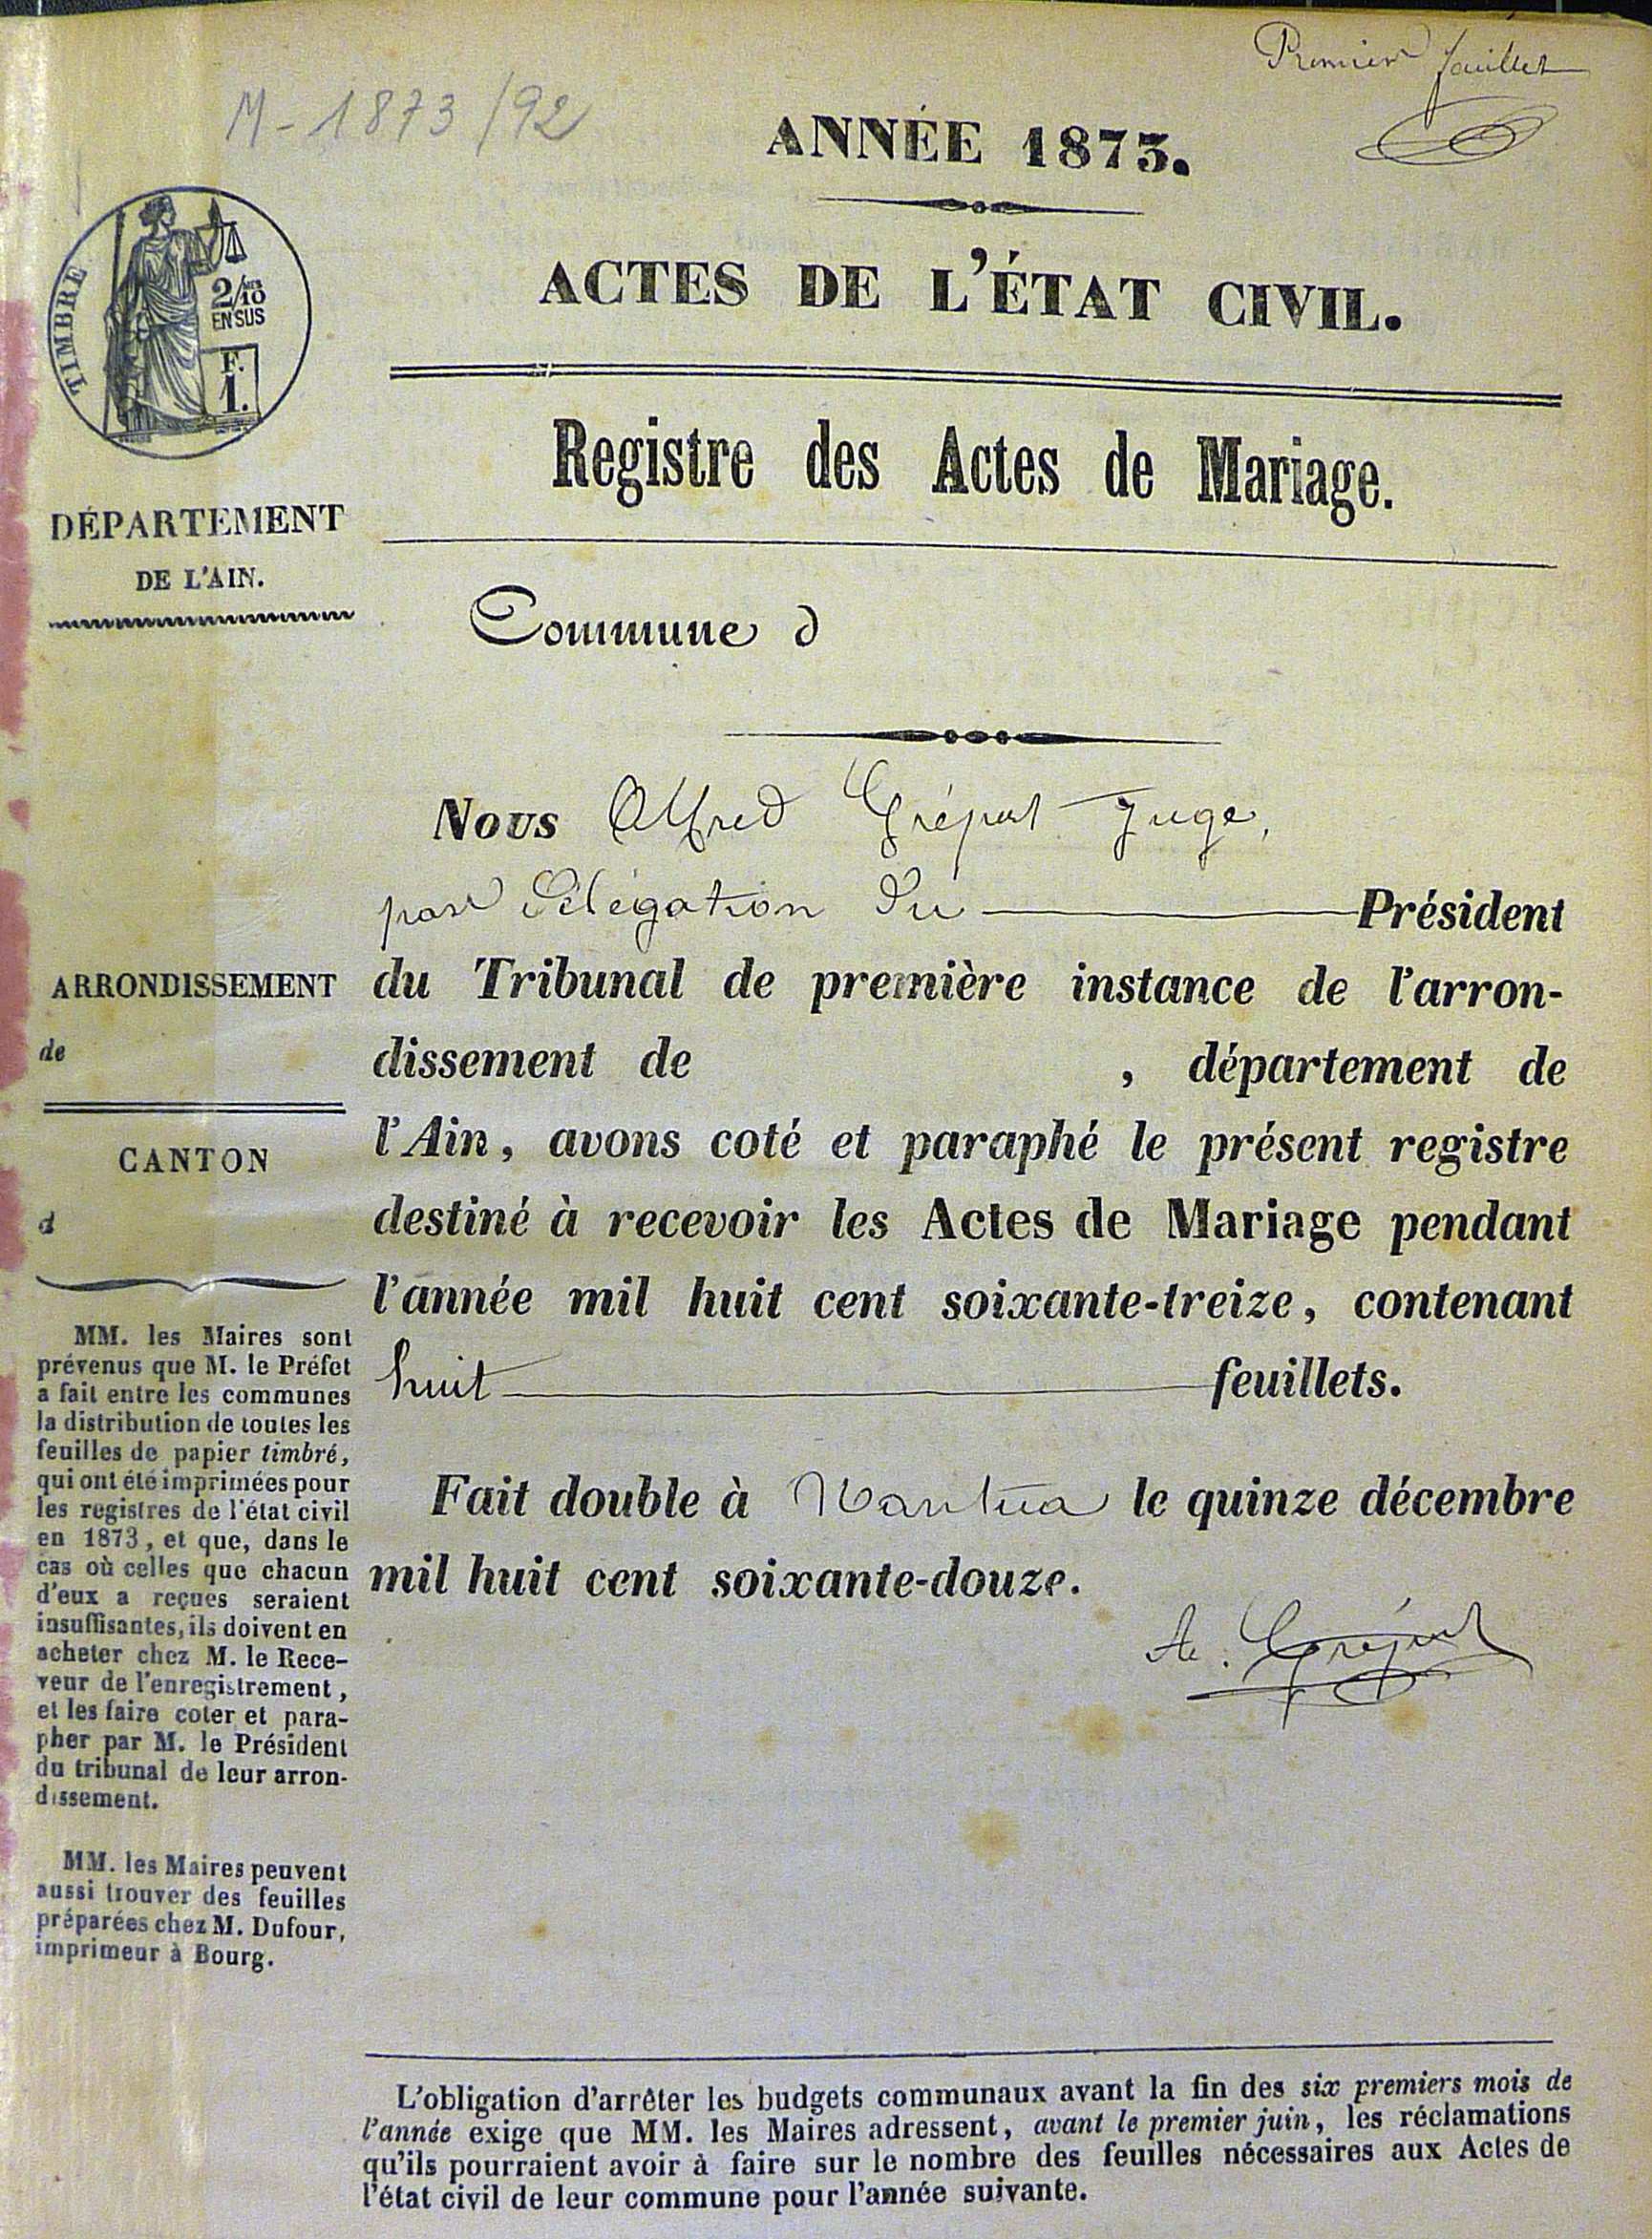 Premier feuillet
M-1873/92
ANNÉE 1873.
TIMBRE
2/10
EN SUS
F.
1.
ACTES DE L'ÉTAT CIVIL.
Registre des Actes de Mariage.
DÉPARTEMENT
DE L'AIN.
Commune d
Nous Alfred Juge,
par Délégation du Président
du Tribunal de première instance de l'arron-
dissement de , département de
l'Ain, avons coté et paraphé le présent registre
destiné à recevoir les Actes de Mariage pendant
l'année mil huit cent soixante-treize, contenant
huit feuillets.
Fait double à Nantua le quinze décembre
mil huit cent soixante-douze.
ARRONDISSEMENT
de
CANTON
d
MM. les Maires sont
prévenus que M. le Préfet
a fait entre les communes
la distribution de toutes les
feuilles de papier timbré,
qui ont été imprimées pour
les registres de l'état civil
en 1873, et que, dans le
cas où celles que chacun
d'eux a reçues seraient
insuffisantes, ils doivent en
acheter chez M. le Rece-
veur de l'enregistrement,
et les faire coter et para-
pher par M. le Président
du tribunal de leur arron-
dissement.
MM. les Maires peuvent
aussi trouver des feuilles
préparées chez M. Dufour,
imprimeur à Bourg.
L'obligation d'arrêter les budgets communaux avant la fin des six premiers mois de
l'année exige que MM. les Maires adressent, avant le premier juin, les réclamations
qu'ils pourraient avoir à faire sur le nombre des feuilles nécessaires aux Actes de
l'état civil de leur commune pour l'année suivante.